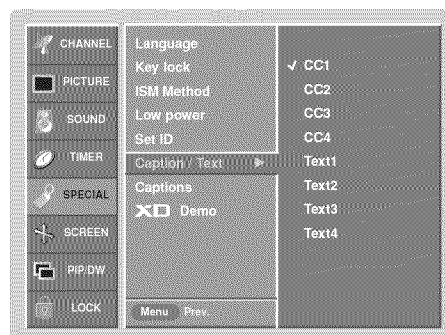 CHANNEL
PICTURE
SOUND
TIMER
SPECIAL
SCREEN
PIP/DW
LOCK
Language
Key lock
ISM Method
Low power
Set ID
Caption / Text
Captions
XD Demo
Menu Prev.
CC1
CC2
CC3
CC4
Text1
Text2
Text3
Text4